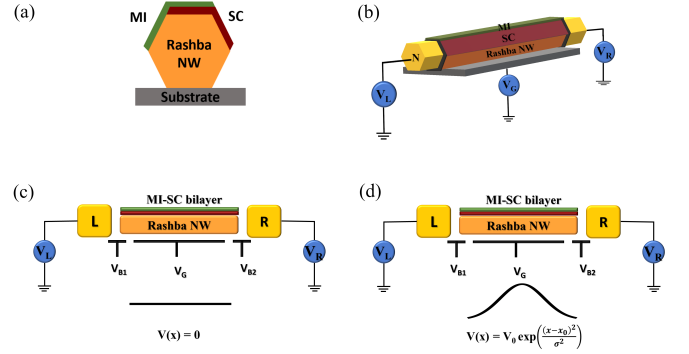 (a)
MI
SC
Rashba
NW
Substrate
(b)
MI
SC
Rashba NW
N
V_L
V_G
V_R
(c)
MI-SC bilayer
L
Rashba NW
R
V_L
V_B1
V_G
V_B2
V_R
V(x) = 0
(d)
MI-SC bilayer
L
Rashba NW
R
V_L
V_B1
V_G
V_B2
V_R
V(x) = V_0 exp((x−x_0)^2/σ^2)